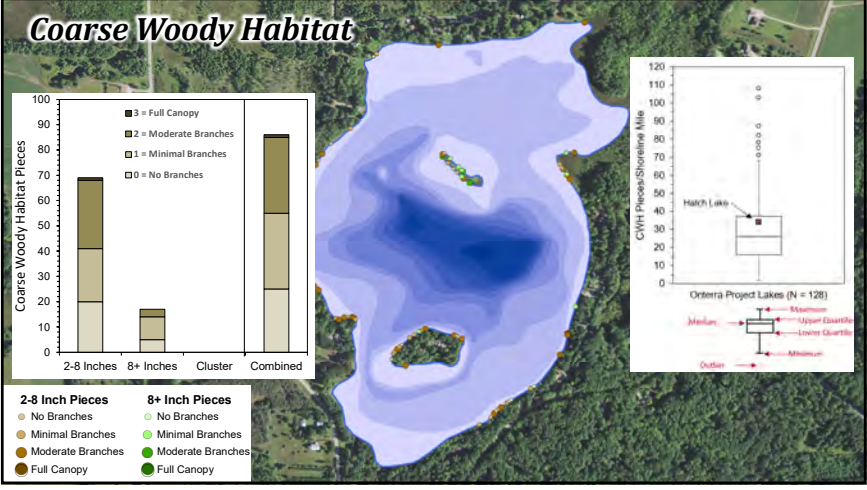 Coarse Woody Habitat
Coarse Woody Habitat Pieces
100
90
80
70
60
50
40
30
20
10
0
3 = Full Canopy
2 = Moderate Branches
1 = Minimal Branches
0 = No Branches
2-8 Inches 8+ Inches Cluster Combined
CWH Pieces/Shoreline Mile
120
110
100
90
80
70
60
50
40
30
20
10
0
Hatch Lake
Onterra Project Lakes (N = 128)
Maximum
Upper Quartile
Median
Lower Quartile
Minimum
Outlier
2-8 Inch Pieces
No Branches
Minimal Branches
Moderate Branches
Full Canopy
8+ Inch Pieces
No Branches
Minimal Branches
Moderate Branches
Full Canopy